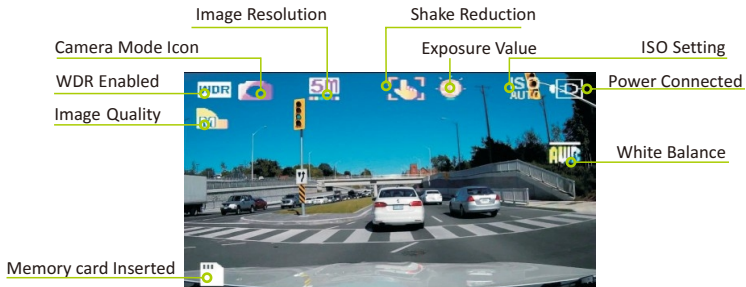 Image Resolution
Shake Reduction
Camera Mode Icon
Exposure Value
ISO Setting
WDR Enabled
WDR
5M
ISO
AUTO
Power Connected
Image Quality
White Balance
Memory card Inserted